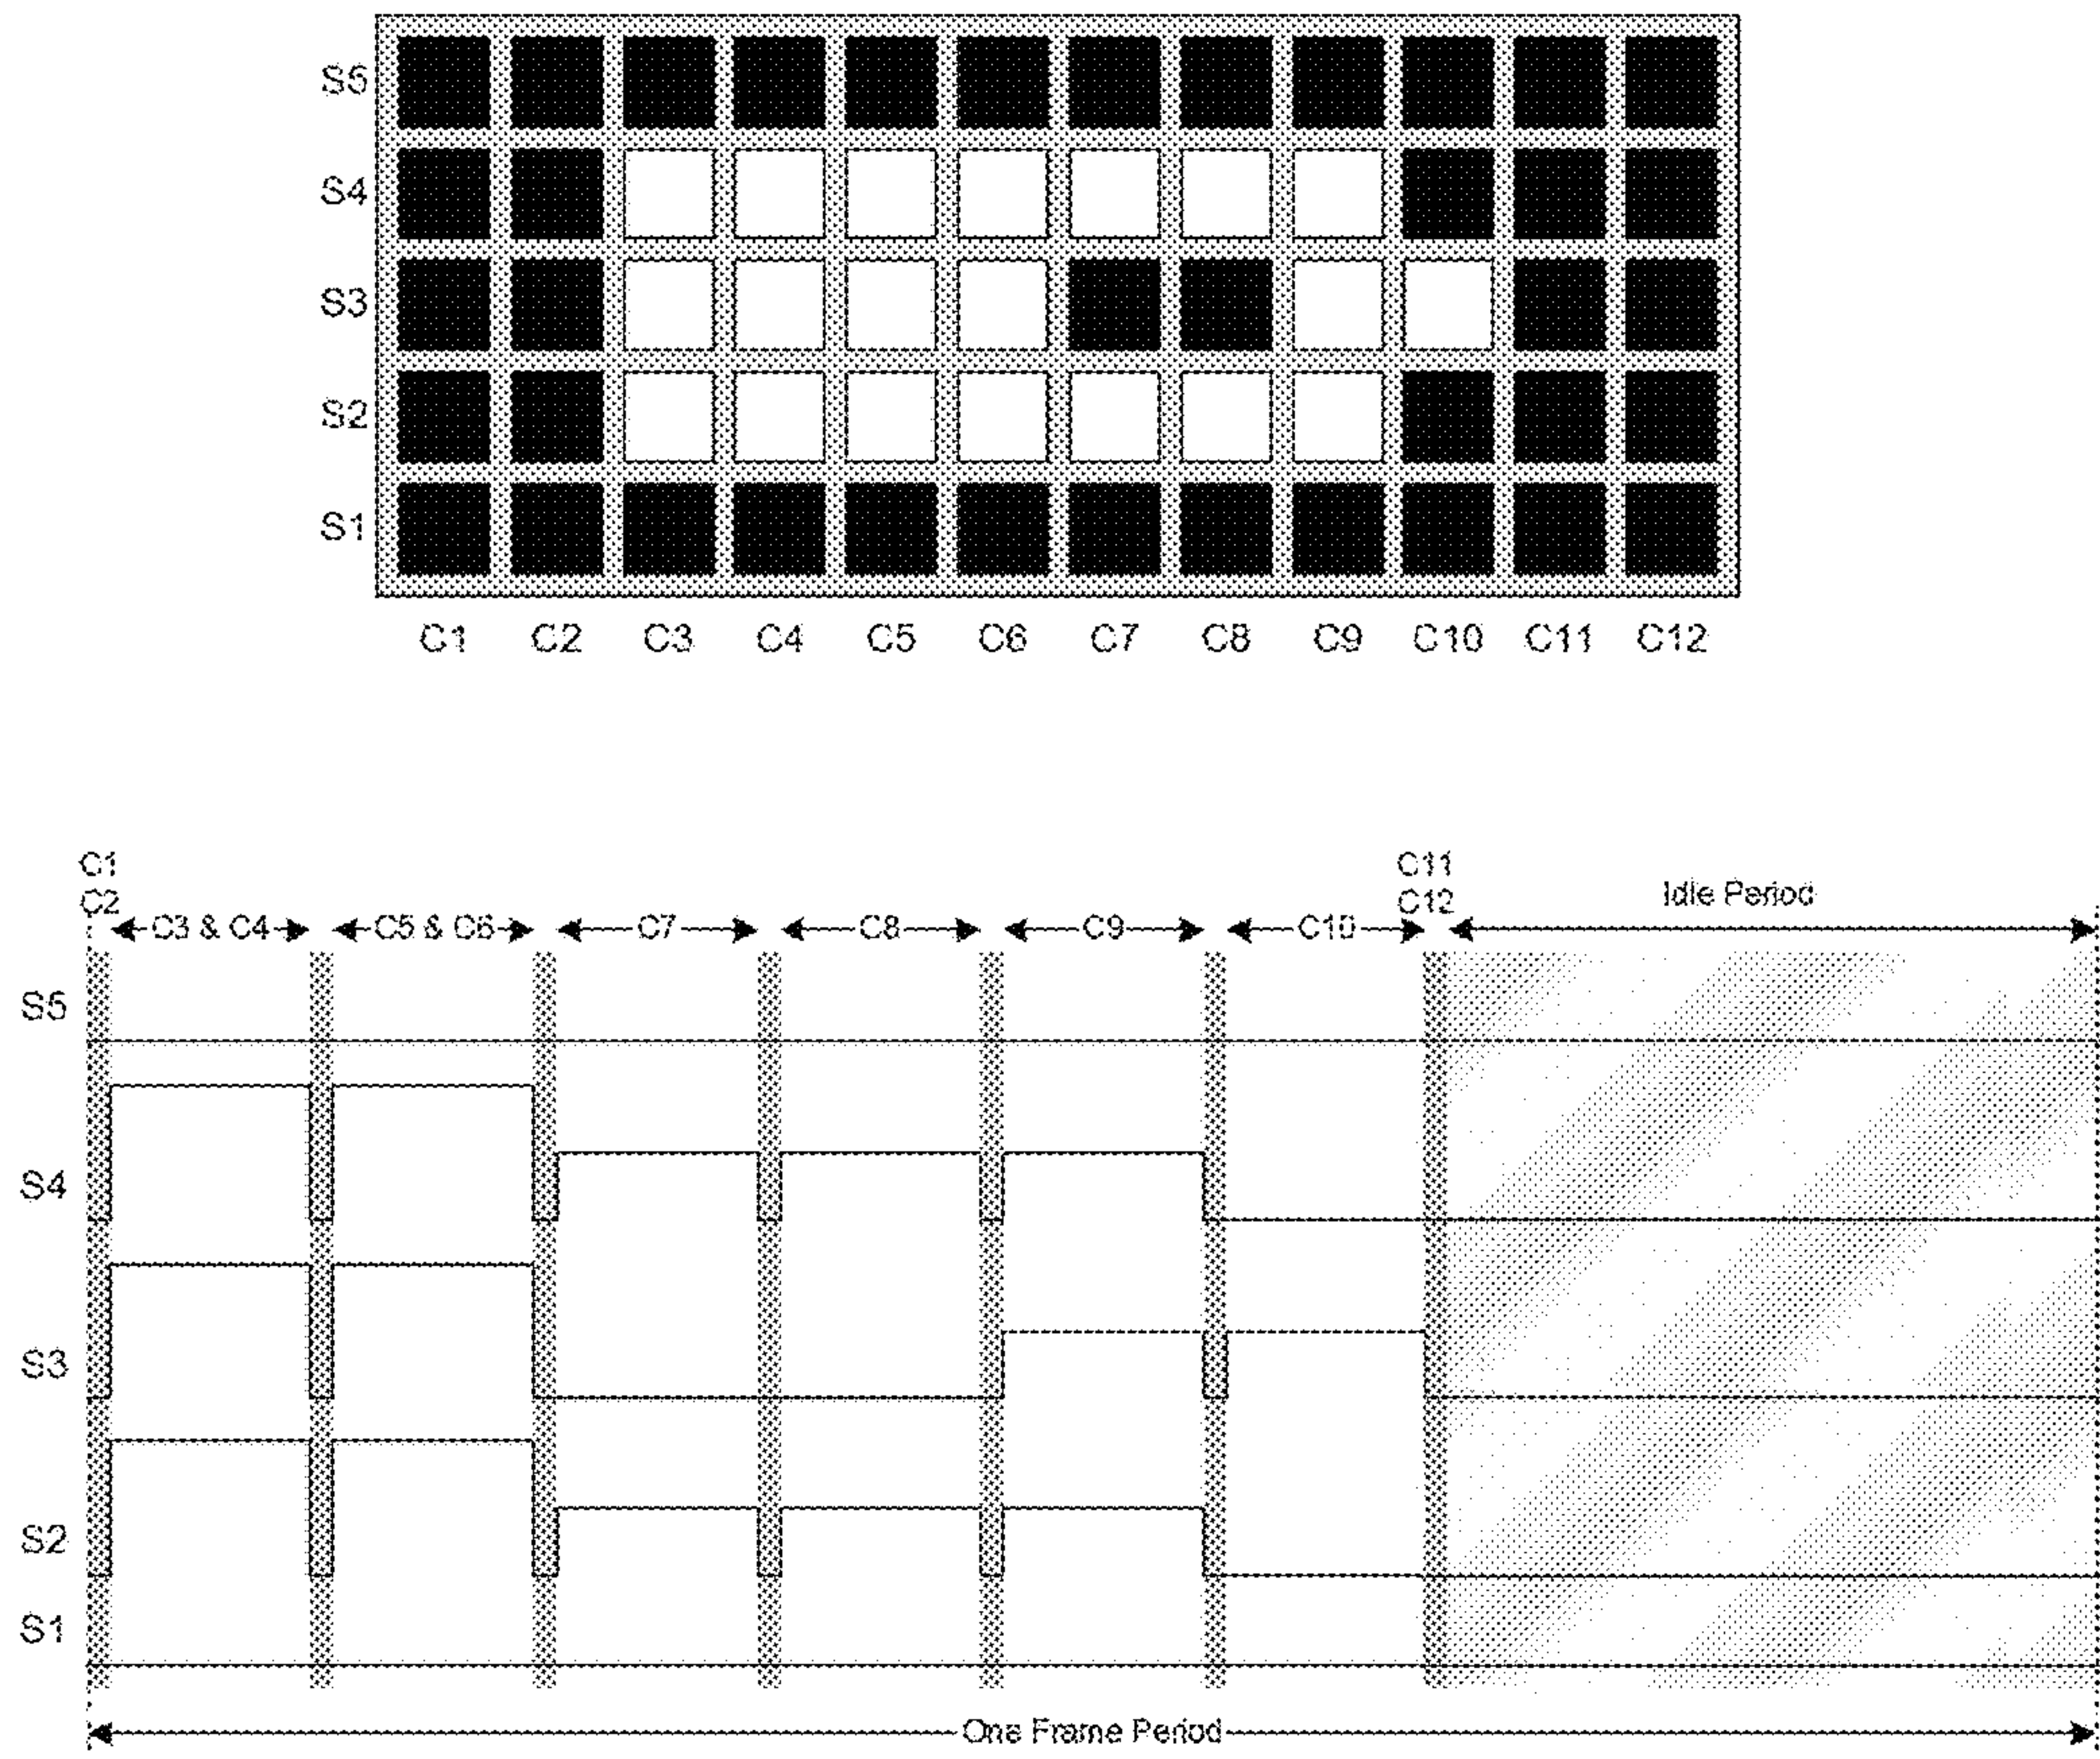 S5
S4
S3
S2
S1
C1 C2 C3 C4 C5 C6 C7 C8 C9 C10 C11 C12
C1 C11
C2 C12 Idle Period
C3 & C4 C5 & C6 C7 C8 C9 C10
S5
S4
S3
S2
S1
One Frame Period